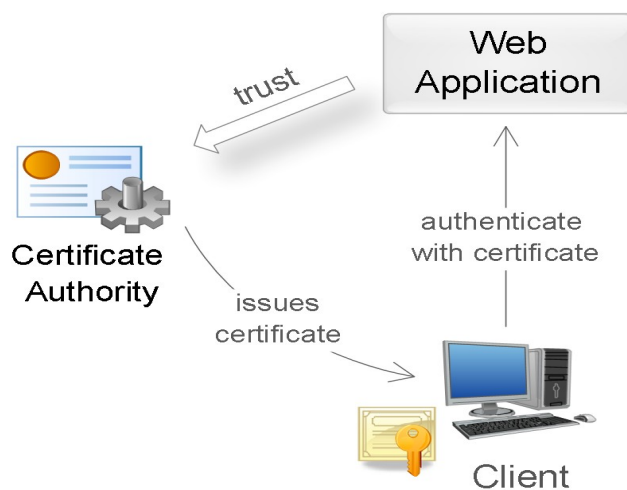 Web
Application
trust
Certificate
Authority
authenticate
with certificate
issues
certificate
Client